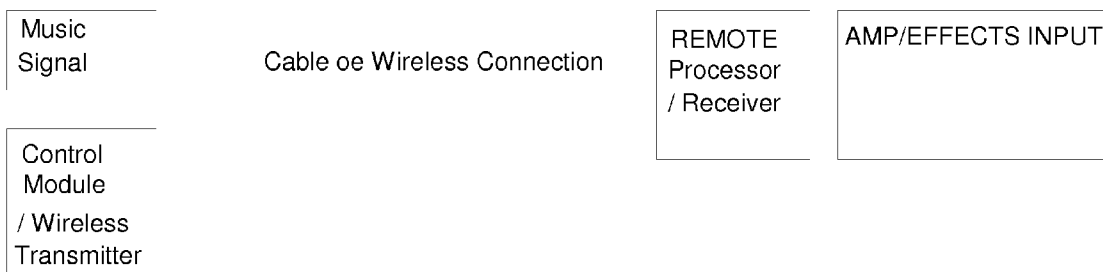 Music
Signal
Cable oe Wireless Connection
REMOTE
Processor
/ Receiver
AMP/EFFECTS INPUT
Control
Module
/ Wireless
Transmitter